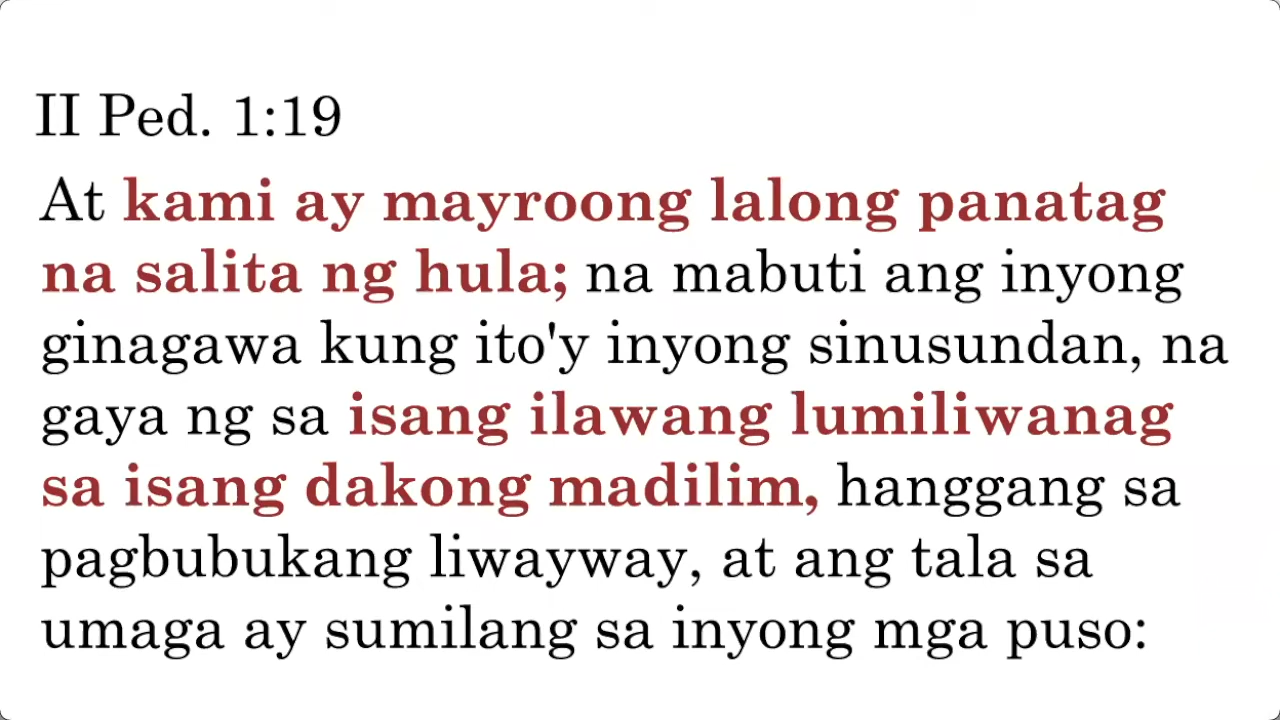 II Ped. 1:19
At kami ay mayroong lalong panatag
na salita ng hula; na mabuti ang inyong
ginagawa kung ito'y inyong sinusundan, na
gaya ng sa isang ilawang lumiliwanag
sa isang dakong madilim, hanggang sa
pagbubukang liwayway, at ang tala sa
umaga ay sumilang sa inyong mga puso: